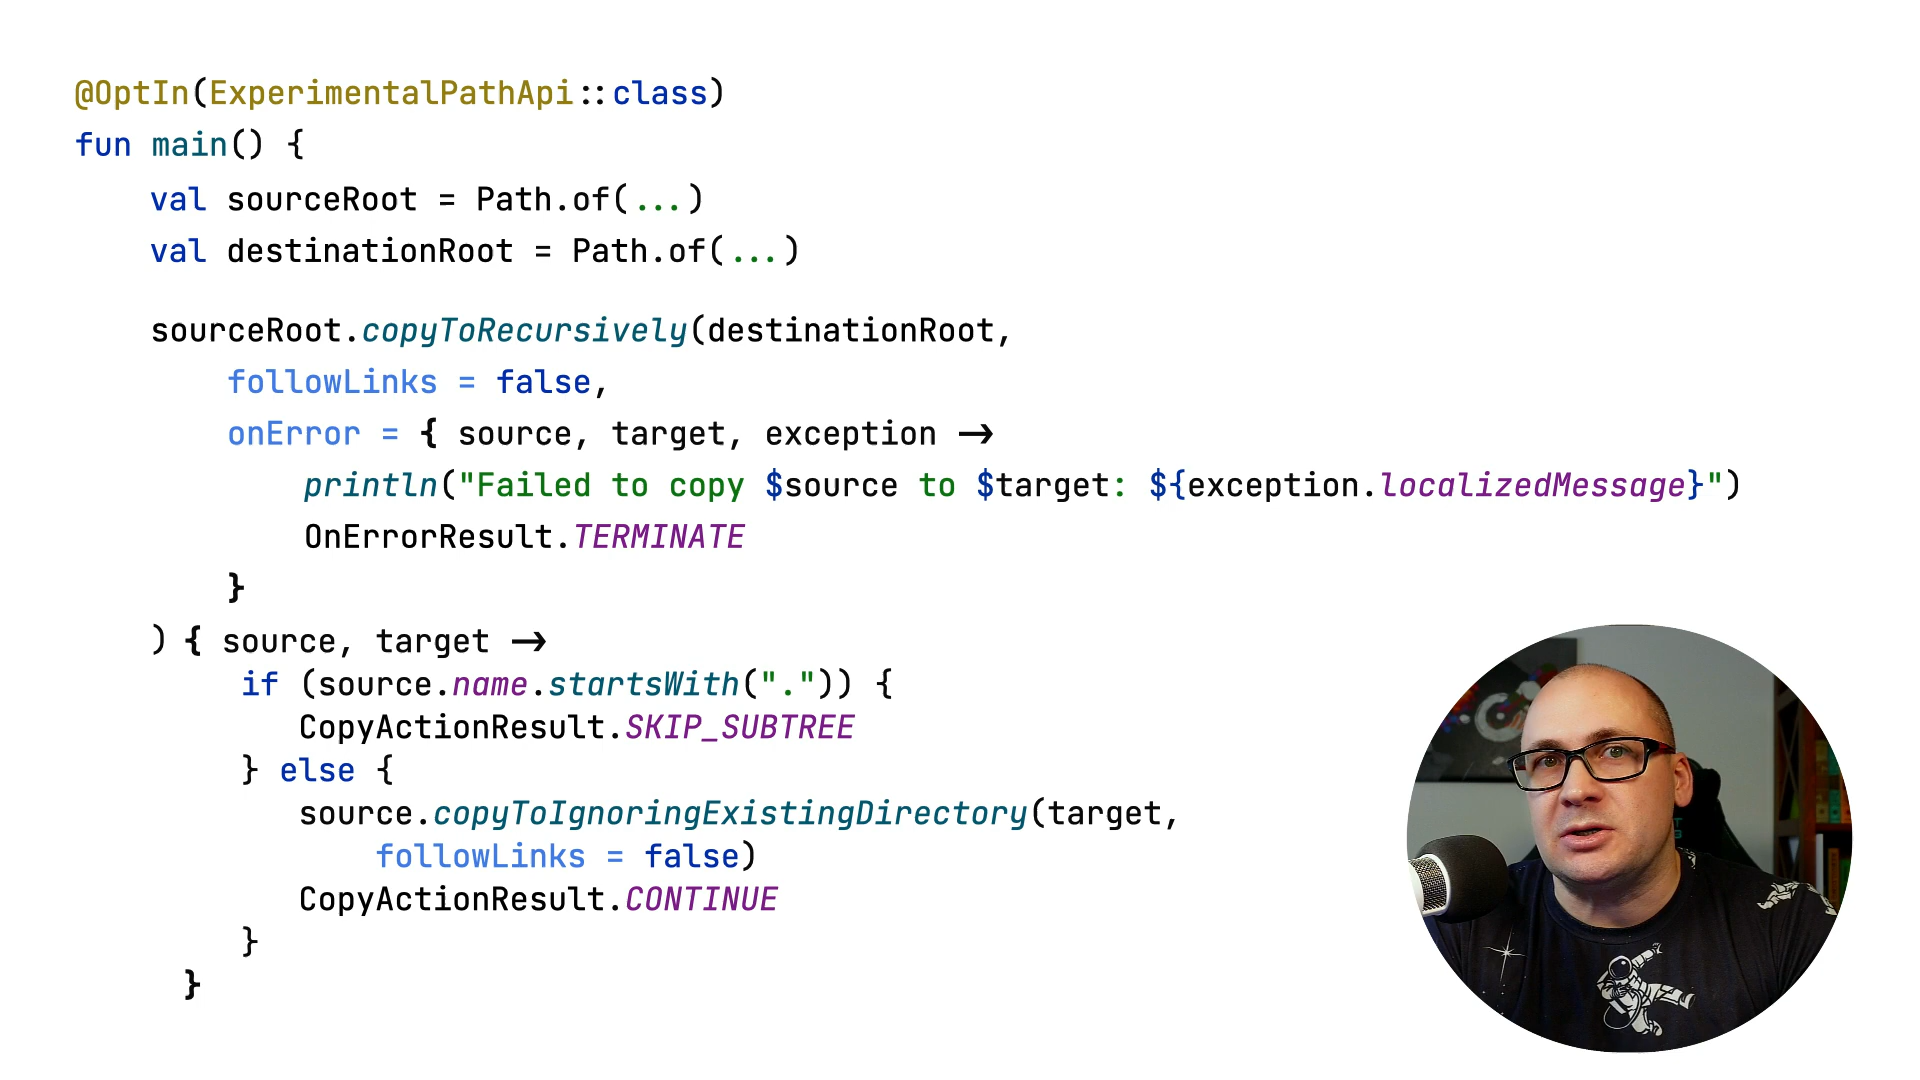 @OptIn(ExperimentalPathApi::class)
fun main() {
val sourceRoot = Path.of(...)
val destinationRoot = Path.of(...)
sourceRoot.copyToRecursively(destinationRoot,
followLinks = false,
onError = { source, target, exception ->
println("Failed to copy $source to $target: ${exception.localizedMessage}")
OnErrorResult.TERMINATE
}
) { source, target ->
if (source.name.startsWith(".")) {
CopyActionResult.SKIP_SUBTREE
} else {
source.copyToIgnoringExistingDirectory(target,
followLinks = false)
CopyActionResult.CONTINUE
}
}